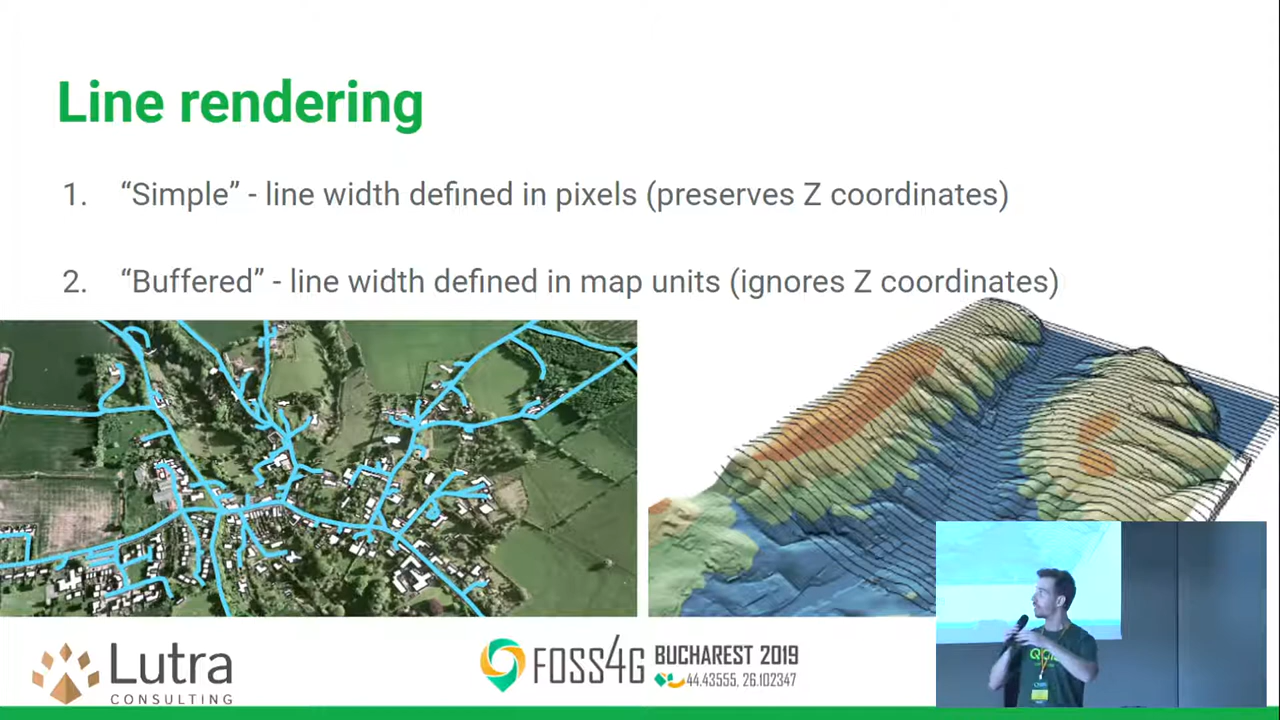 Line rendering
1. “Simple” - line width defined in pixels (preserves Z coordinates)
2. “Buffered” - line width defined in map units (ignores Z coordinates)
Lutra
CONSULTING
FOSS4G BUCHAREST 2019
44.43555, 26.102347